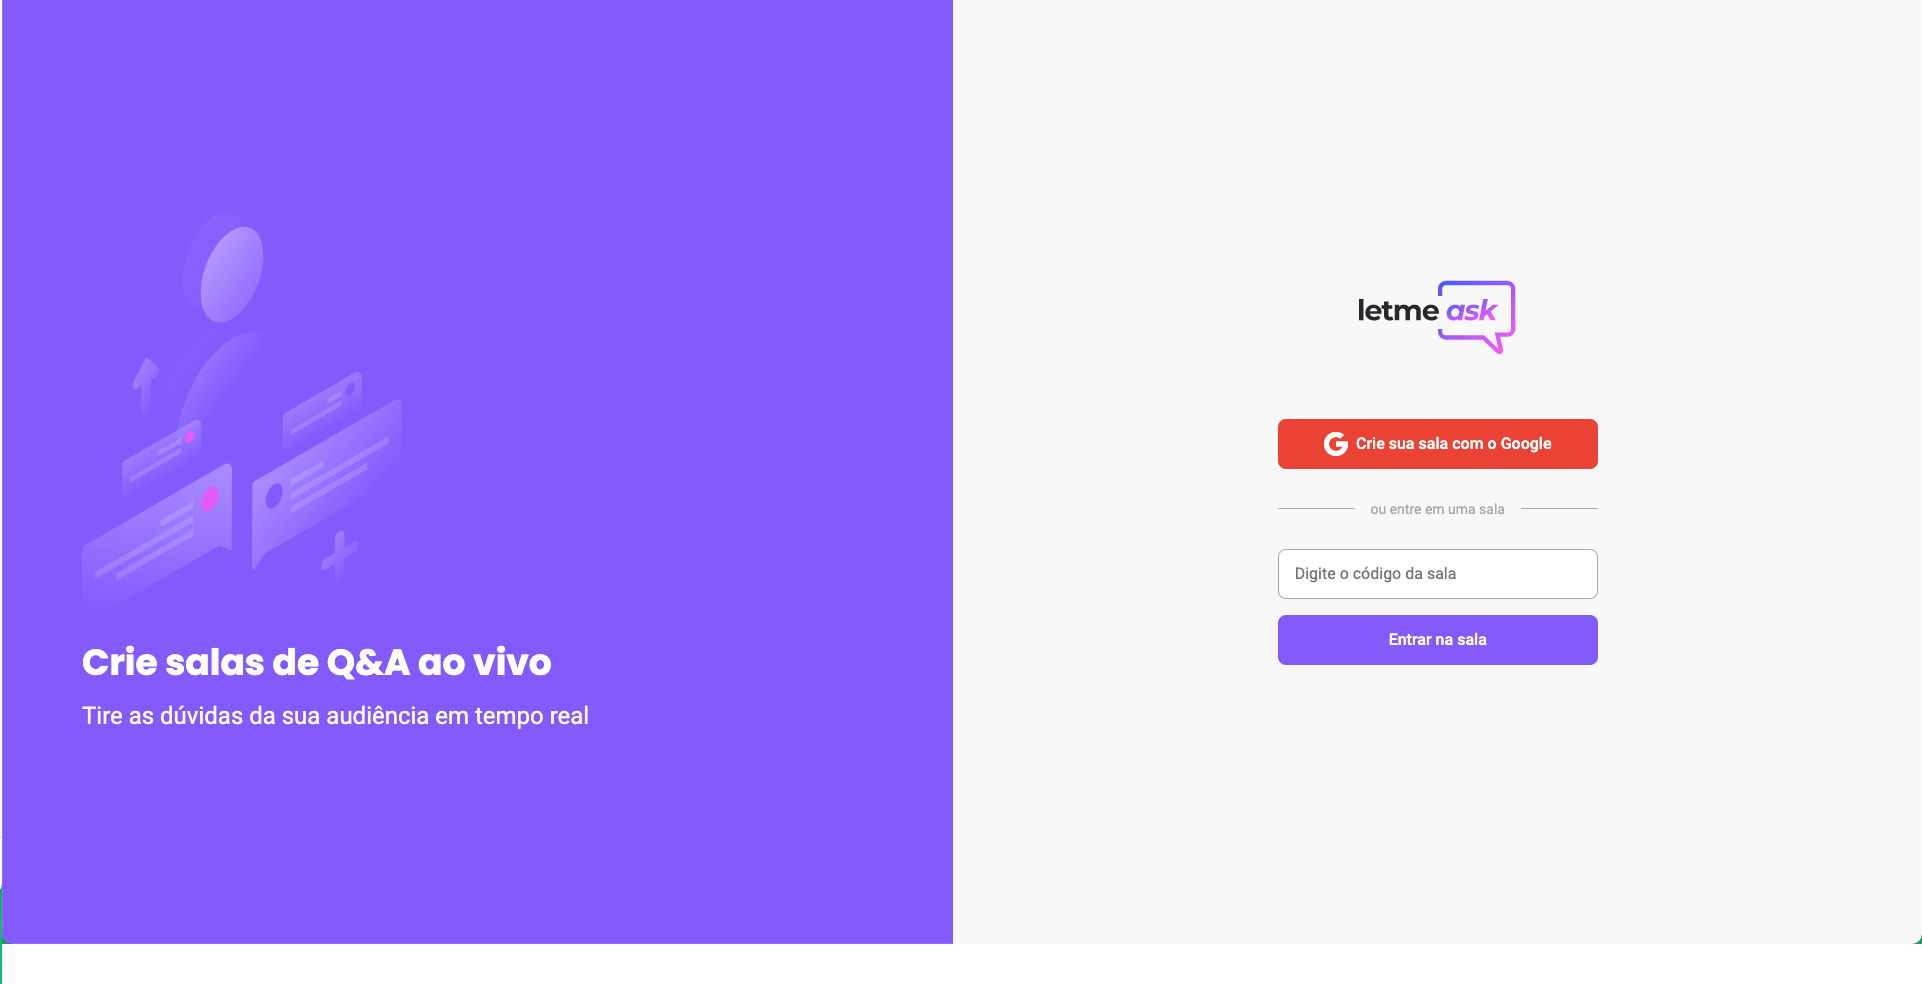 Crie salas de Q&A ao vivo
Tire as dúvidas da sua audiência em tempo real
letme ask
Crie sua sala com o Google
ou entre em uma sala
Digite o código da sala
Entrar na sala